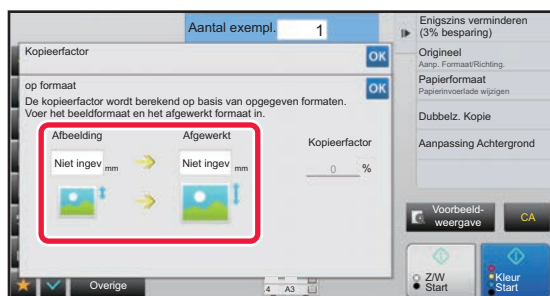 Aantal exempl. 1
Enigszins verminderen
(3% besparing)
Kopieerfactor OK
Origineel
Aanp. Formaat/Richting.
op formaat OK
Papierformaat
Papierinvoerlade wijzigen
De kopieerfactor wordt berekend op basis van opgegeven formaten.
Voer het beeldformaat en het afgewerkt formaat in.
Dubbelz. Kopie
Afbeelding Afgewerkt
Kopieerfactor
Aanpassing Achtergrond
Niet ingev mm Niet ingev mm
0 %
Voorbeeld-
weergave
CA
Z/W
Start
Kleur
Start
Overige
4 A3